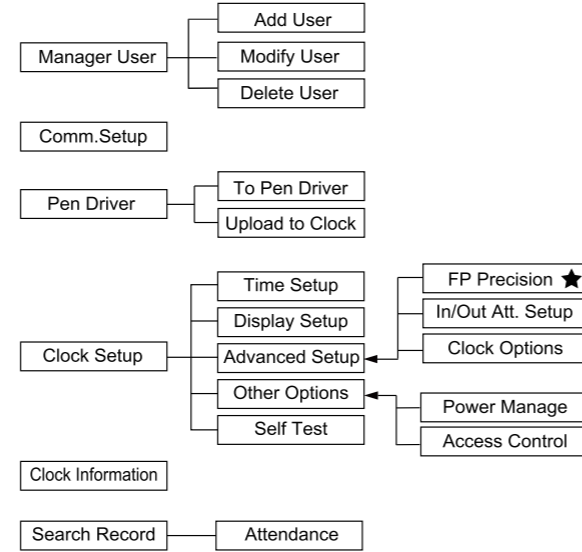 Manager User
Add User
Modify User
Delete User
Comm.Setup
Pen Driver
To Pen Driver
Upload to Clock
Clock Setup
Time Setup
Display Setup
Advanced Setup
FP Precision
In/Out Att. Setup
Clock Options
Other Options
Power Manage
Access Control
Self Test
Clock Information
Search Record
Attendance